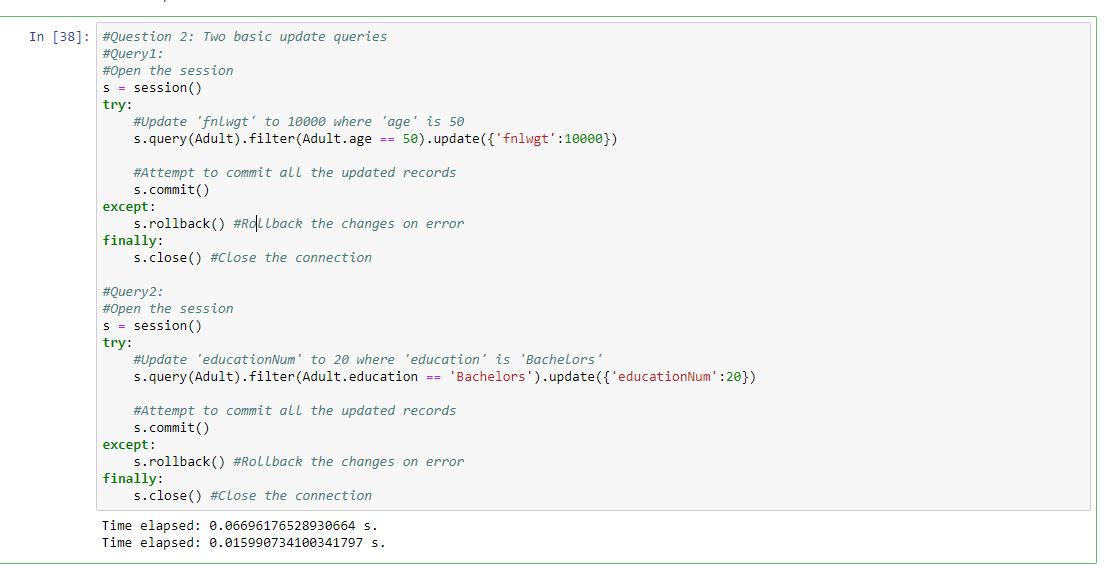 In [38]: #Question 2: Two basic update queries
#Query1:
#Open the session
s = session()
try:
    #Update 'fnlwgt' to 10000 where 'age' is 50
    s.query(Adult).filter(Adult.age == 50).update({'fnlwgt':10000})
    #Attempt to commit all the updated records
    s.commit()
except:
    s.rollback() #Rollback the changes on error
finally:
    s.close() #Close the connection
#Query2:
#Open the session
s = session()
try:
    #Update 'educationNum' to 20 where 'education' is 'Bachelors'
    s.query(Adult).filter(Adult.education == 'Bachelors').update({'educationNum':20})
    #Attempt to commit all the updated records
    s.commit()
except:
    s.rollback() #Rollback the changes on error
finally:
    s.close() #Close the connection
Time elapsed: 0.06696176528930664 s.
Time elapsed: 0.015990734100341797 s.